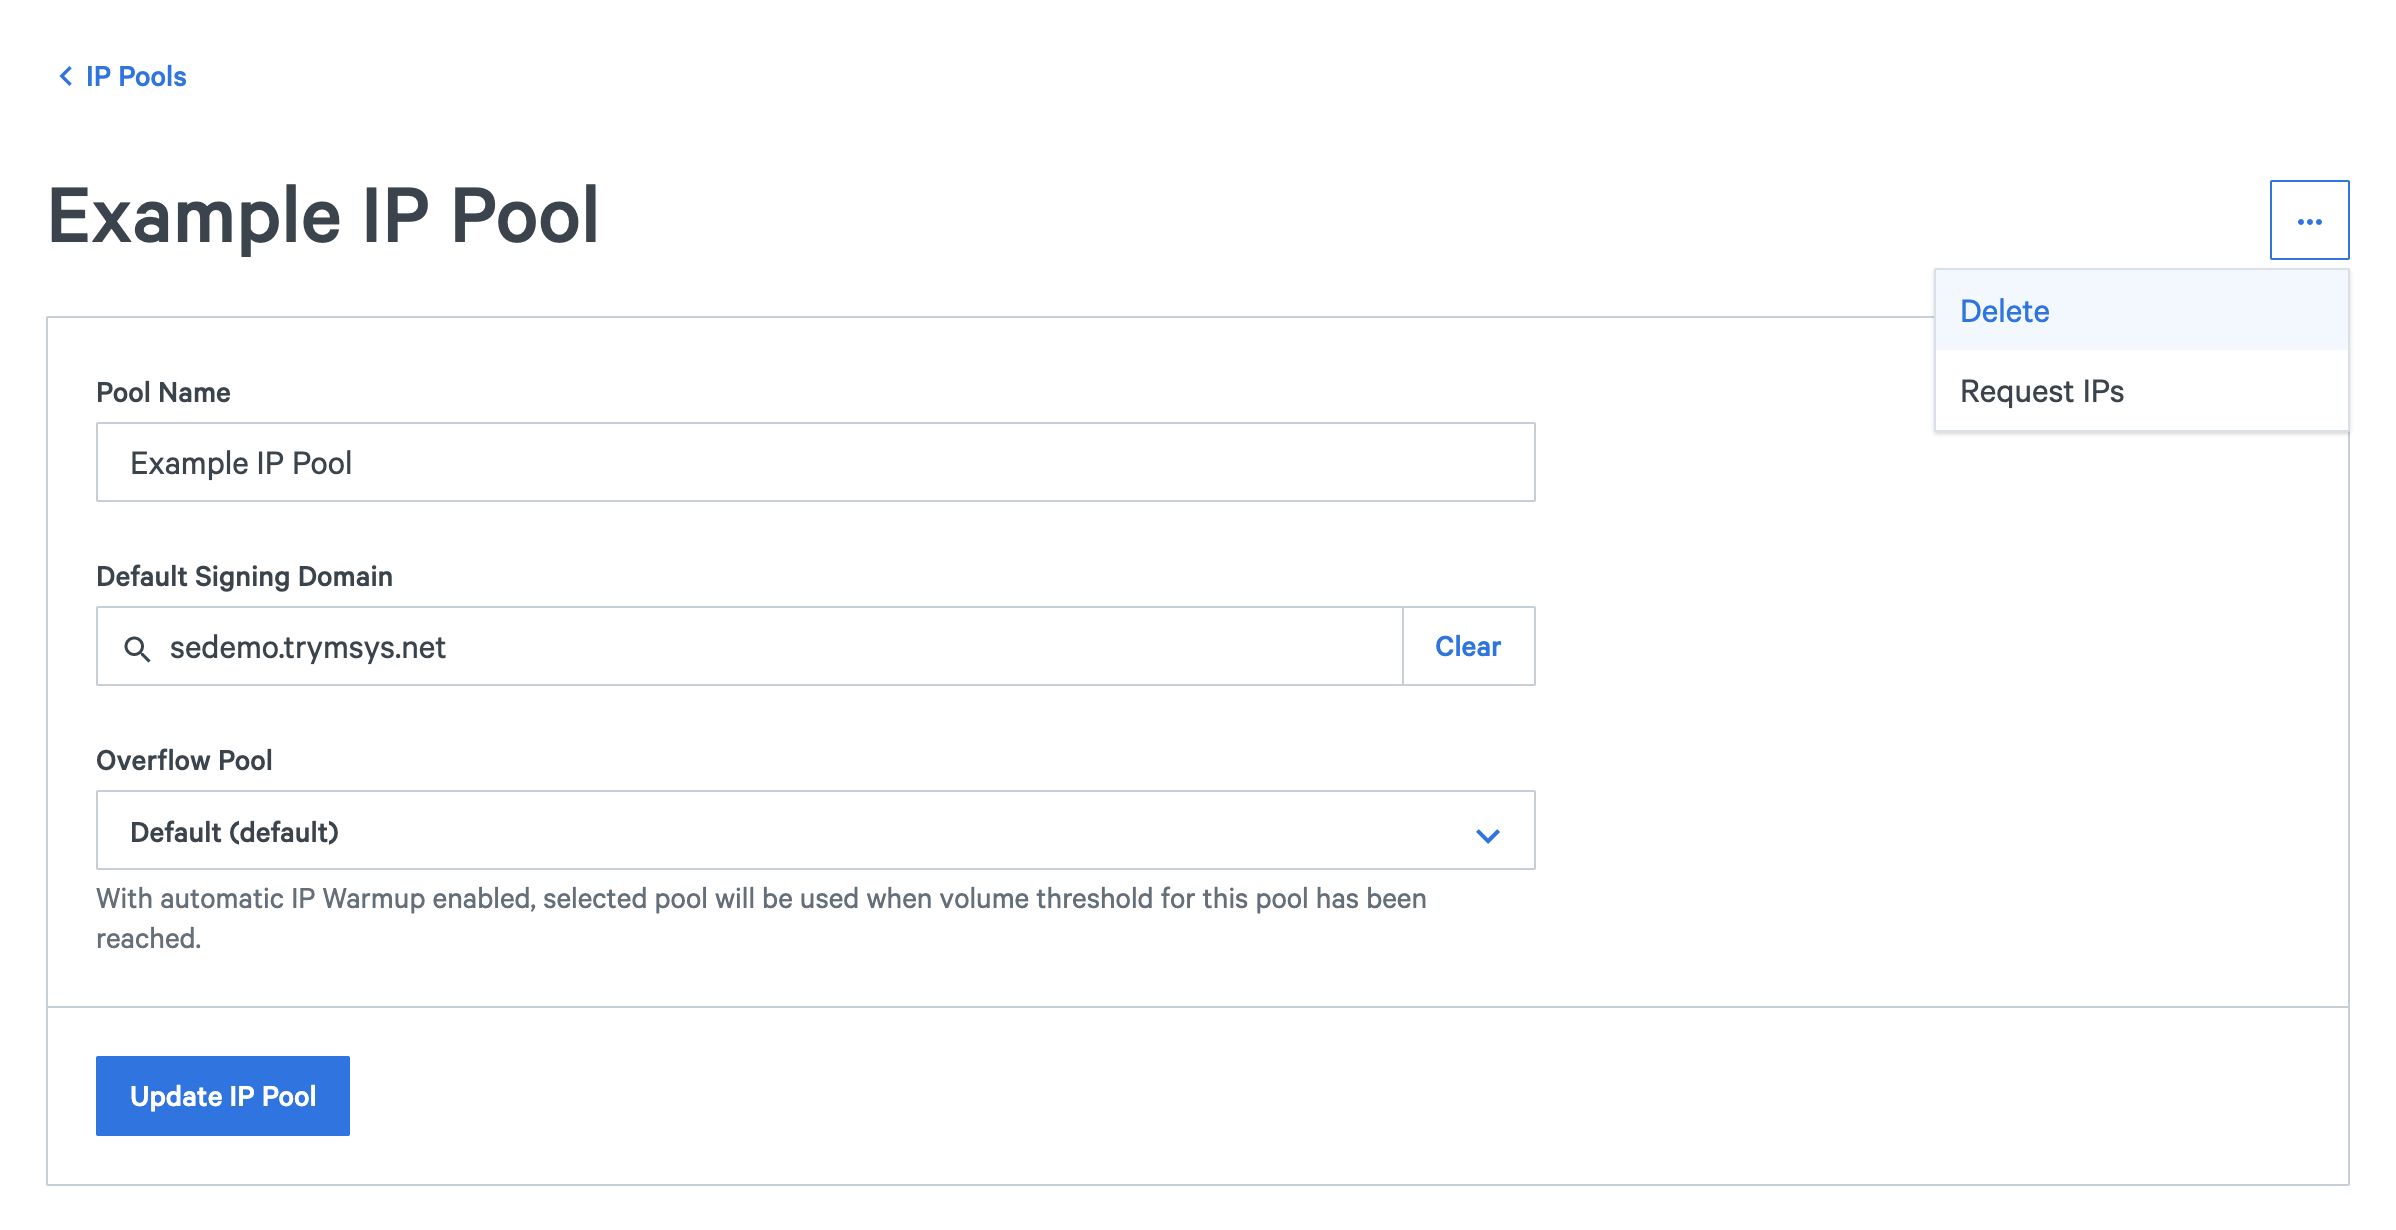 IP Pools
Example IP Pool
...
Delete
Request IPs
Pool Name
Example IP Pool
Default Signing Domain
sedemo.trymsys.net
Clear
Overflow Pool
Default (default)
With automatic IP Warmup enabled, selected pool will be used when volume threshold for this pool has been
reached.
Update IP Pool